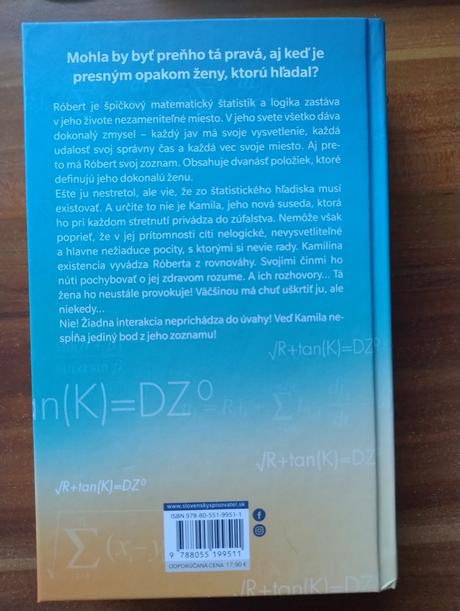 Mohla by byť preňho tá pravá, aj keď je
presným opakom ženy, ktorú hľadal?
Róbert je špičkový matematický štatistik a logika zastáva
v jeho živote nezameniteľné miesto. V jeho svete všetko dáva
dokonalý zmysel – každý jav má svoje vysvetlenie, každá
udalosť svoj správny čas a každá vec svoje miesto. Aj pre-
to má Róbert svoj zoznam. Obsahuje dvanásť položiek, ktoré
definujú jeho dokonalú ženu.
Ešte ju nestretol, ale vie, že zo štatistického hľadiska musí
existovať. A určite to nie je Kamila, jeho nová suseda, ktorá
ho pri každom stretnutí privádza do zúfalstva. Nemôže však
poprieť, že v jej prítomnosti cíti nelogické, nevysvetliteľné
a hlavne nežiaduce pocity, s ktorými si nevie rady. Kamilina
existencia vyvádza Róberta z rovnováhy. Svojimi činmi ho
núti pochybovať o jej zdravom rozume. A ich rozhovory... Tá
žena ho neustále provokuje! Väčšinou má chuť uškrtiť ju, ale
niekedy...
Nie! Žiadna interakcia neprichádza do úvahy! Veď Kamila ne-
spĺňa jediný bod z jeho zoznamu!
√R+tan(K)=DZ⁰
an(K)=DZ⁰
√R+tan(K)=DZ⁰
√R+tan(K)=DZ⁰
www.slovenskyspisovatel.sk
ISBN 978-80-551-9951-1
9 788055 199511
ODPORÚČANÁ CENA 17,90 €
√R+tan(K)=DZ⁰